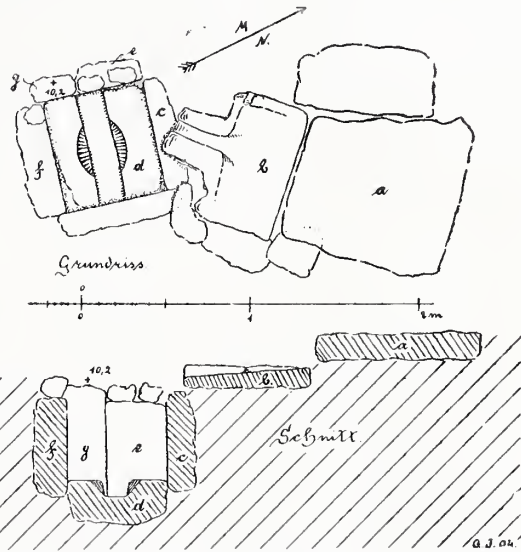 M
N.
e
g
10,2
c
f
d
b
a
Grundriss.
0
0 1 2 m
a
10,2
b
Schnitt.
f g e c
d
G. J. 04.